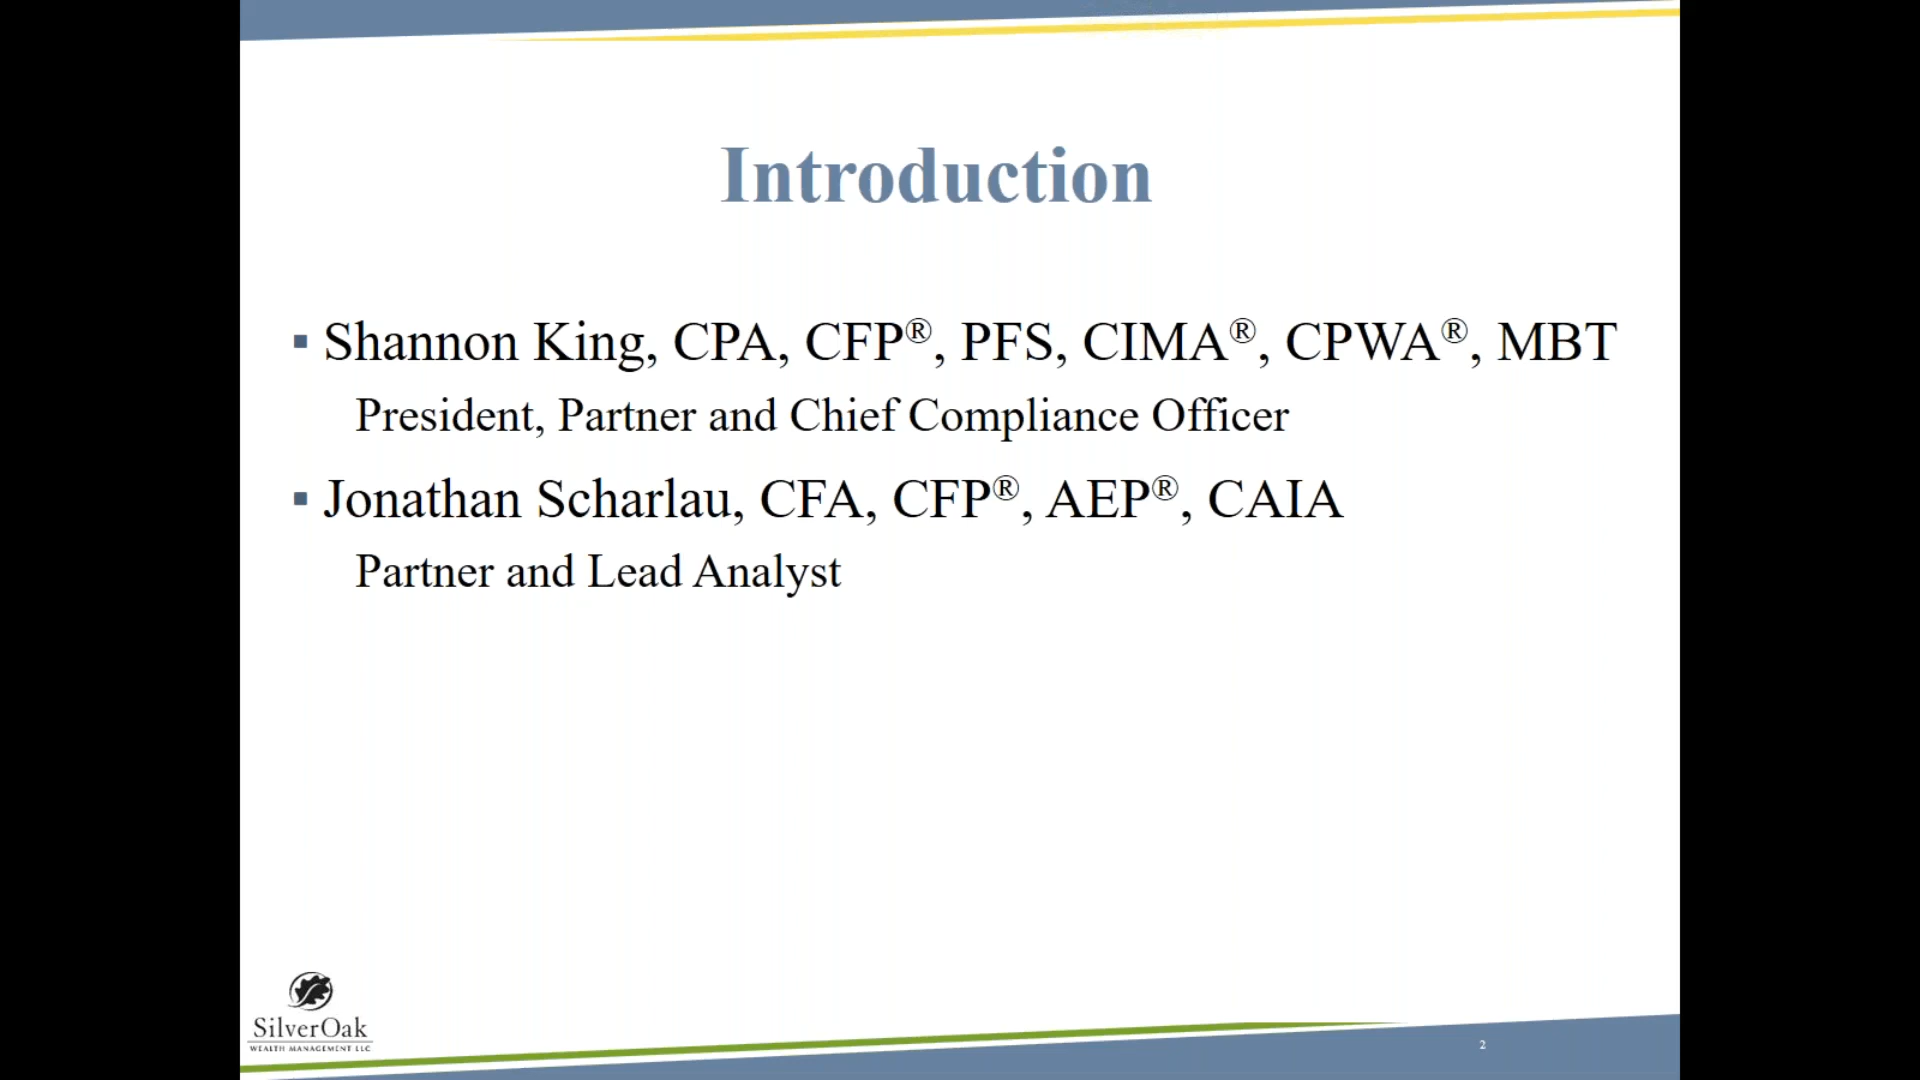 Introduction
▪ Shannon King, CPA, CFP®, PFS, CIMA®, CPWA®, MBT
President, Partner and Chief Compliance Officer
▪ Jonathan Scharlau, CFA, CFP®, AEP®, CAIA
Partner and Lead Analyst
SilverOak
WEALTH MANAGEMENT LLC
2